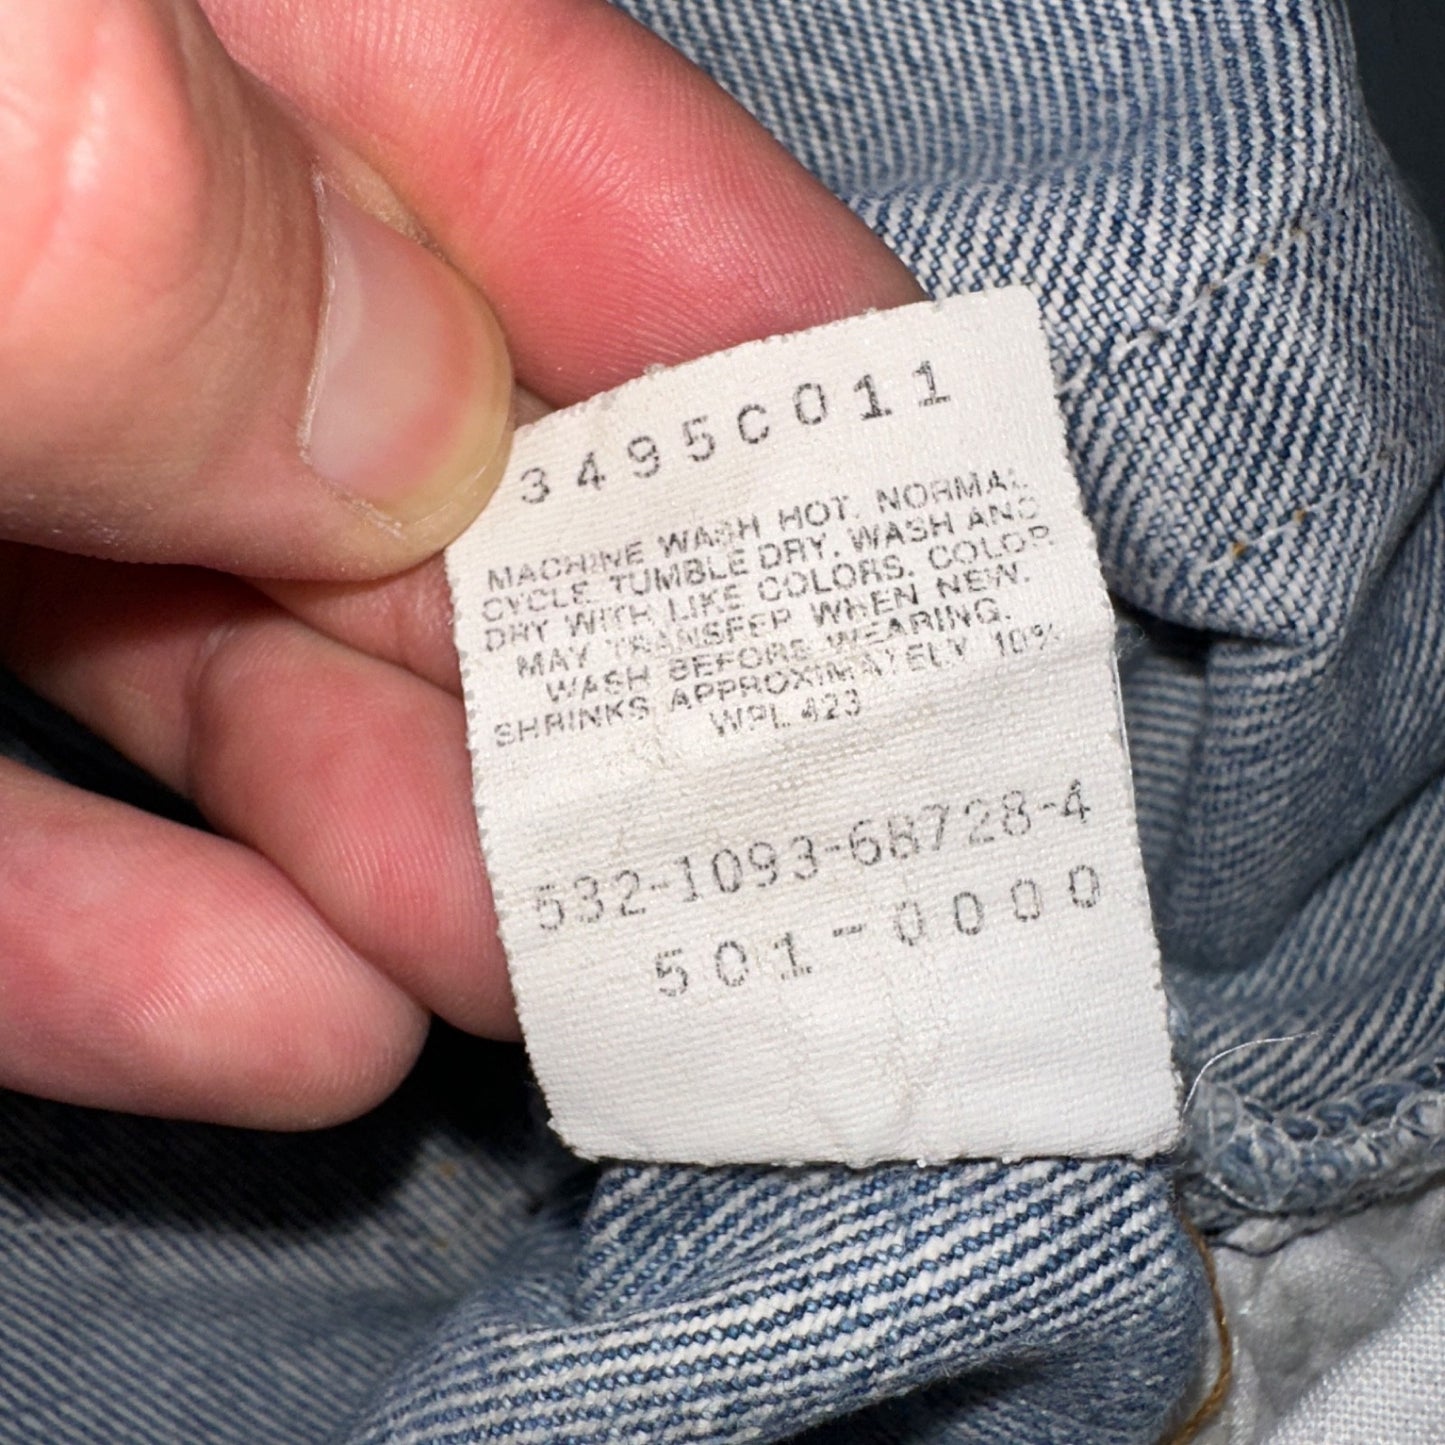 3495C011
MACHINE WASH HOT. NORMAL
CYCLE. TUMBLE DRY. WASH AND
DRY WITH LIKE COLORS. COLOR
MAY TRANSFER WHEN NEW.
WASH BEFORE WEARING.
SHRINKS APPROXIMATELY 10%
WPL 423
532-1093-6B728-4
501-0000